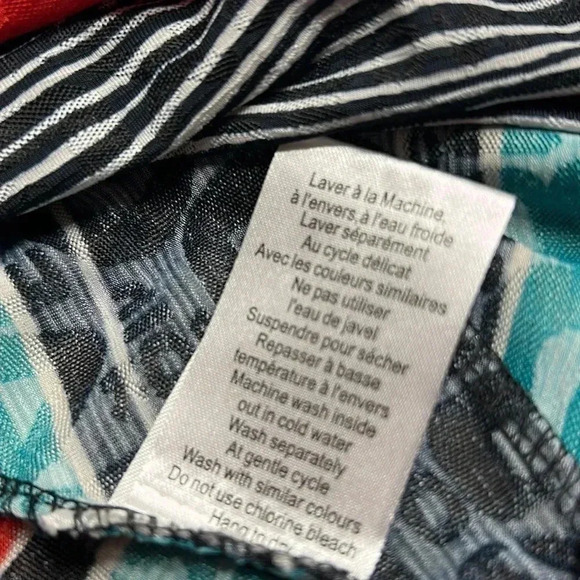 Laver à la Machine,
à l'envers, à l'eau froide
Laver séparément
Au cycle délicat
Avec les couleurs similaires
Ne pas utiliser
l'eau de javel
Suspendre pour sécher
Repasser à basse
température à l'envers
Machine wash inside
out in cold water
Wash separately
At gentle cycle
Wash with similar colours
Do not use chlorine bleach
Hang to